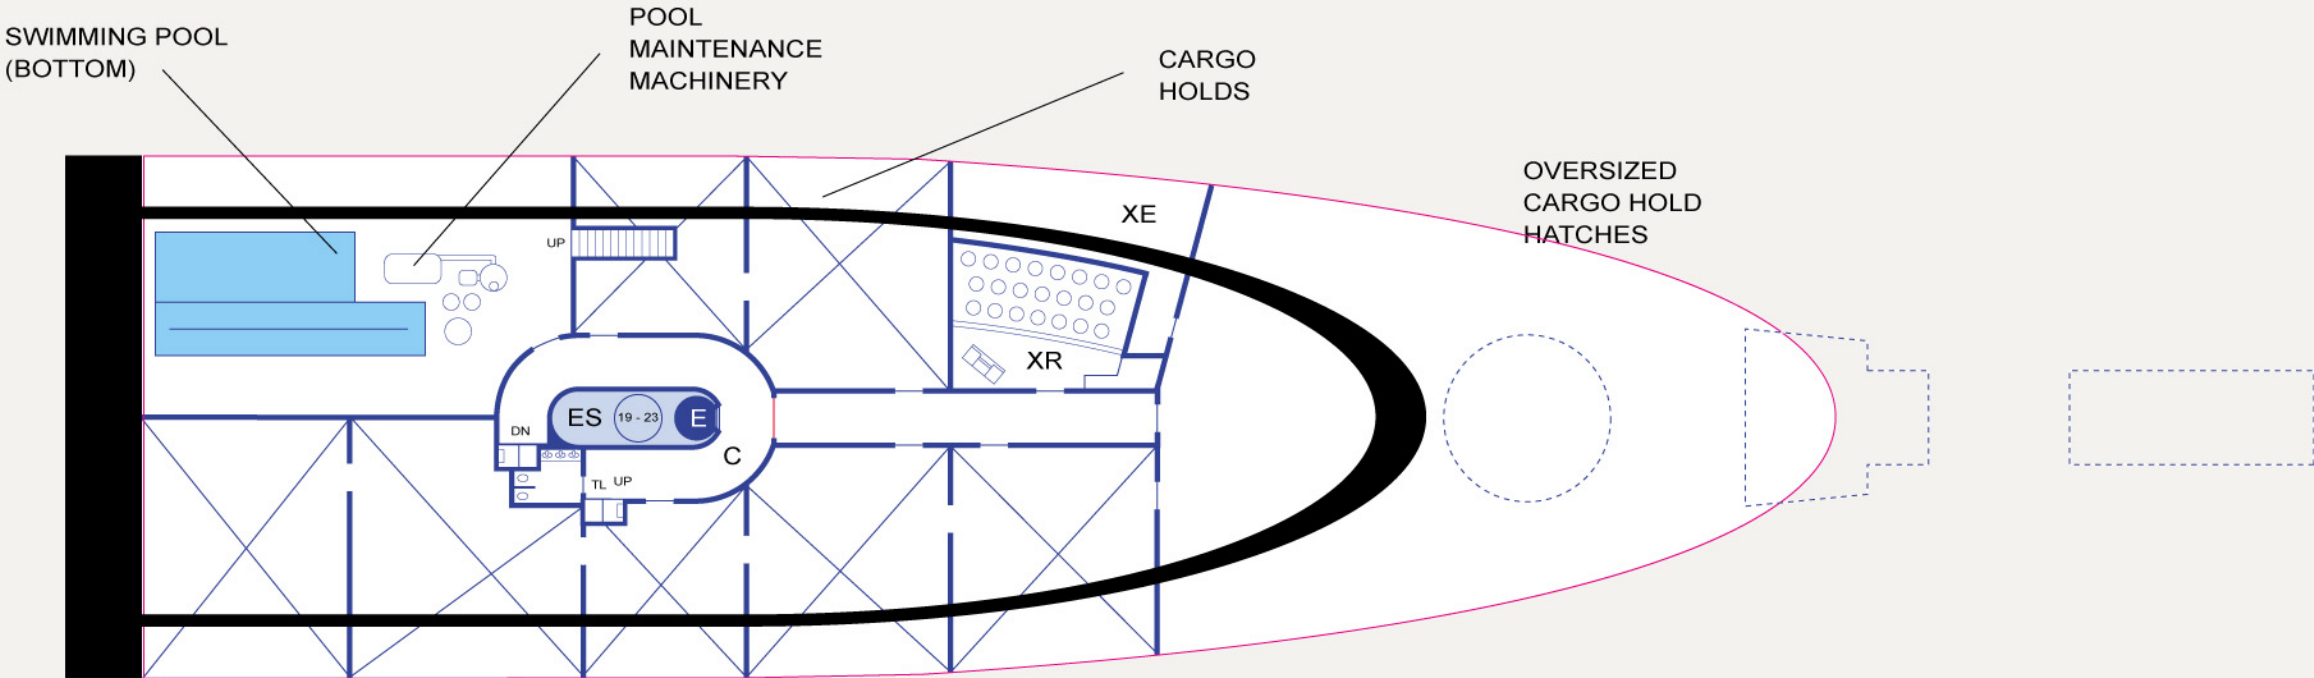 SWIMMING POOL
(BOTTOM)
POOL
MAINTENANCE
MACHINERY
CARGO
HOLDS
OVERSIZED
CARGO HOLD
HATCHES
XE
UP
XR
ES
19 - 23
E
DN
C
TL
UP